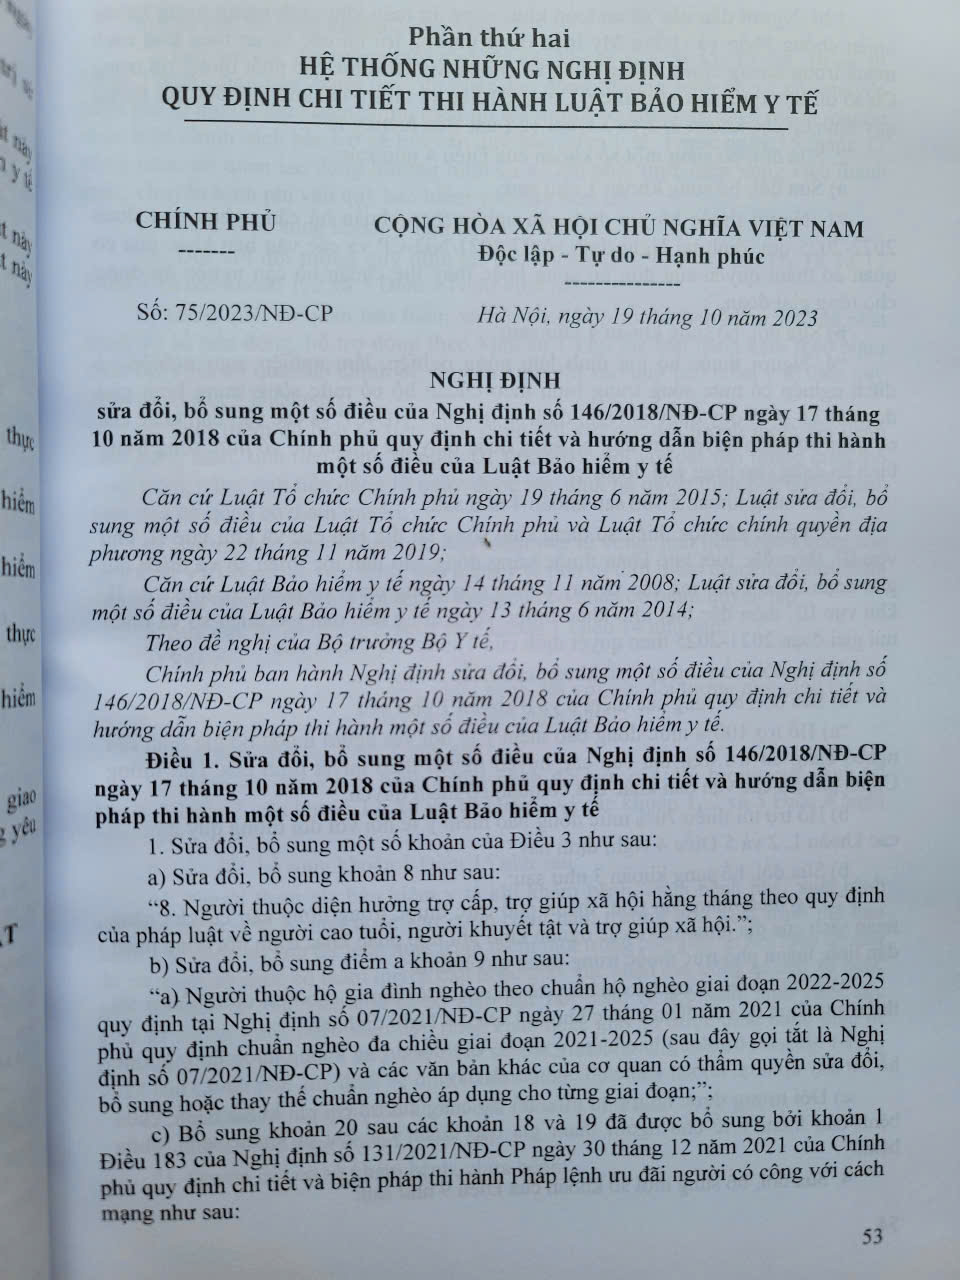 Phần thứ hai
HỆ THỐNG NHỮNG NGHỊ ĐỊNH
QUY ĐỊNH CHI TIẾT THI HÀNH LUẬT BẢO HIỂM Y TẾ
CHÍNH PHỦ
-------
Số: 75/2023/NĐ-CP
CỘNG HÒA XÃ HỘI CHỦ NGHĨA VIỆT NAM
Độc lập - Tự do - Hạnh phúc
---------------
Hà Nội, ngày 19 tháng 10 năm 2023
NGHỊ ĐỊNH
sửa đổi, bổ sung một số điều của Nghị định số 146/2018/NĐ-CP ngày 17 tháng
10 năm 2018 của Chính phủ quy định chi tiết và hướng dẫn biện pháp thi hành
một số điều của Luật Bảo hiểm y tế
Căn cứ Luật Tổ chức Chính phủ ngày 19 tháng 6 năm 2015; Luật sửa đổi, bổ
sung một số điều của Luật Tổ chức Chính phủ và Luật Tổ chức chính quyền địa
phương ngày 22 tháng 11 năm 2019;
Căn cứ Luật Bảo hiểm y tế ngày 14 tháng 11 năm 2008; Luật sửa đổi, bổ sung
một số điều của Luật Bảo hiểm y tế ngày 13 tháng 6 năm 2014;
Theo đề nghị của Bộ trưởng Bộ Y tế,
Chính phủ ban hành Nghị định sửa đổi, bổ sung một số điều của Nghị định số
146/2018/NĐ-CP ngày 17 tháng 10 năm 2018 của Chính phủ quy định chi tiết và
hướng dẫn biện pháp thi hành một số điều của Luật Bảo hiểm y tế.
Điều 1. Sửa đổi, bổ sung một số điều của Nghị định số 146/2018/NĐ-CP
ngày 17 tháng 10 năm 2018 của Chính phủ quy định chi tiết và hướng dẫn biện
pháp thi hành một số điều của Luật Bảo hiểm y tế
1. Sửa đổi, bổ sung một số khoản của Điều 3 như sau:
a) Sửa đổi, bổ sung khoản 8 như sau:
“8. Người thuộc diện hưởng trợ cấp, trợ giúp xã hội hằng tháng theo quy định
của pháp luật về người cao tuổi, người khuyết tật và trợ giúp xã hội.”;
b) Sửa đổi, bổ sung điểm a khoản 9 như sau:
“a) Người thuộc hộ gia đình nghèo theo chuẩn hộ nghèo giai đoạn 2022-2025
quy định tại Nghị định số 07/2021/NĐ-CP ngày 27 tháng 01 năm 2021 của Chính
phủ quy định chuẩn nghèo đa chiều giai đoạn 2021-2025 (sau đây gọi tắt là Nghị
định số 07/2021/NĐ-CP) và các văn bản khác của cơ quan có thẩm quyền sửa đổi,
bổ sung hoặc thay thế chuẩn nghèo áp dụng cho từng giai đoạn;”;
c) Bổ sung khoản 20 sau các khoản 18 và 19 đã được bổ sung bởi khoản 1
Điều 183 của Nghị định số 131/2021/NĐ-CP ngày 30 tháng 12 năm 2021 của Chính
phủ quy định chi tiết và biện pháp thi hành Pháp lệnh ưu đãi người có công với cách
mạng như sau:
53
này
y tế
này
t này
thực
hiểm
hiểm
thực
hiểm
giao
yêu